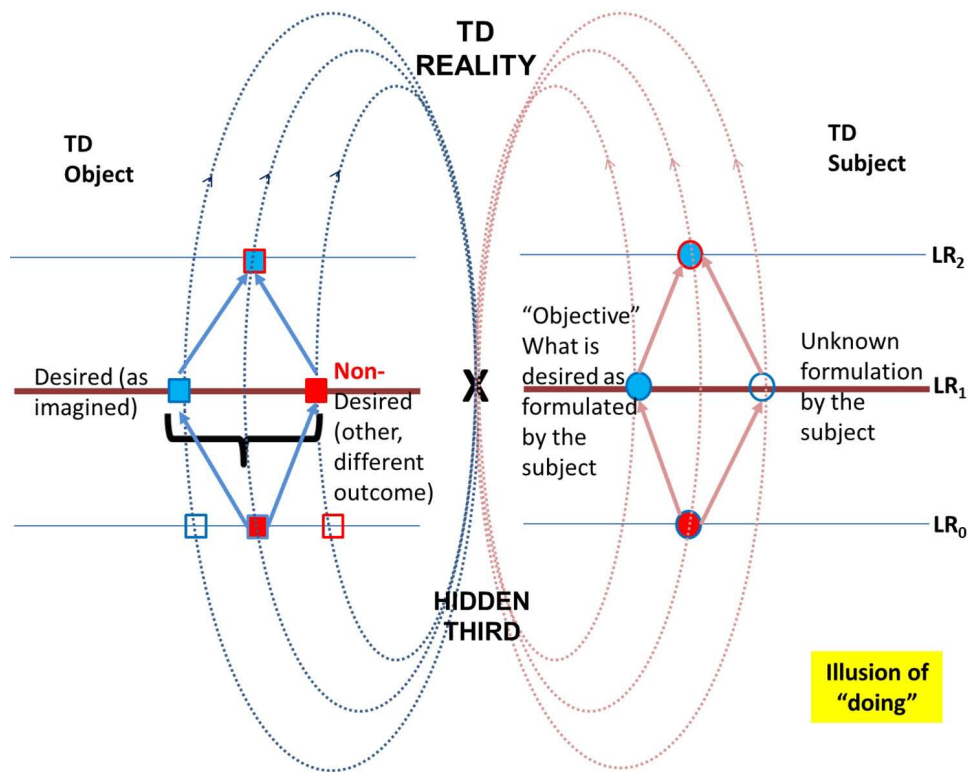 TD
REALITY
TD
Object
TD
Subject
LR2
Desired (as
imagined)
Non-
Desired
(other,
different
outcome)
X
“Objective”
What is
desired as
formulated
by the
subject
Unknown
formulation
by the
subject
LR1
LR0
HIDDEN
THIRD
Illusion of
“doing”